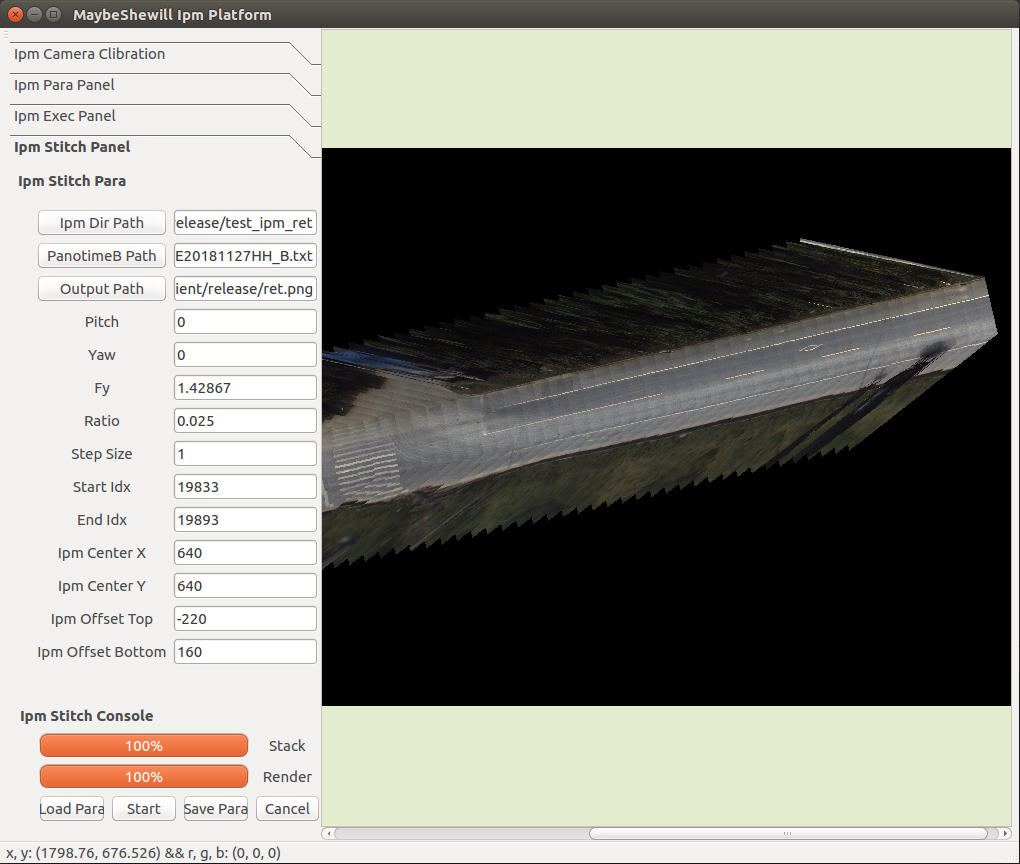 MaybeShewill Ipm Platform
Ipm Camera Clibration
Ipm Para Panel
Ipm Exec Panel
Ipm Stitch Panel
Ipm Stitch Para
Ipm Dir Path elease/test_ipm_ret
PanotimeB Path E20181127HH_B.txt
Output Path ient/release/ret.png
Pitch 0
Yaw 0
Fy 1.42867
Ratio 0.025
Step Size 1
Start Idx 19833
End Idx 19893
Ipm Center X 640
Ipm Center Y 640
Ipm Offset Top -220
Ipm Offset Bottom 160
Ipm Stitch Console
100% Stack
100% Render
Load Para Start Save Para Cancel
x, y: (1798.76, 676.526) && r, g, b: (0, 0, 0)